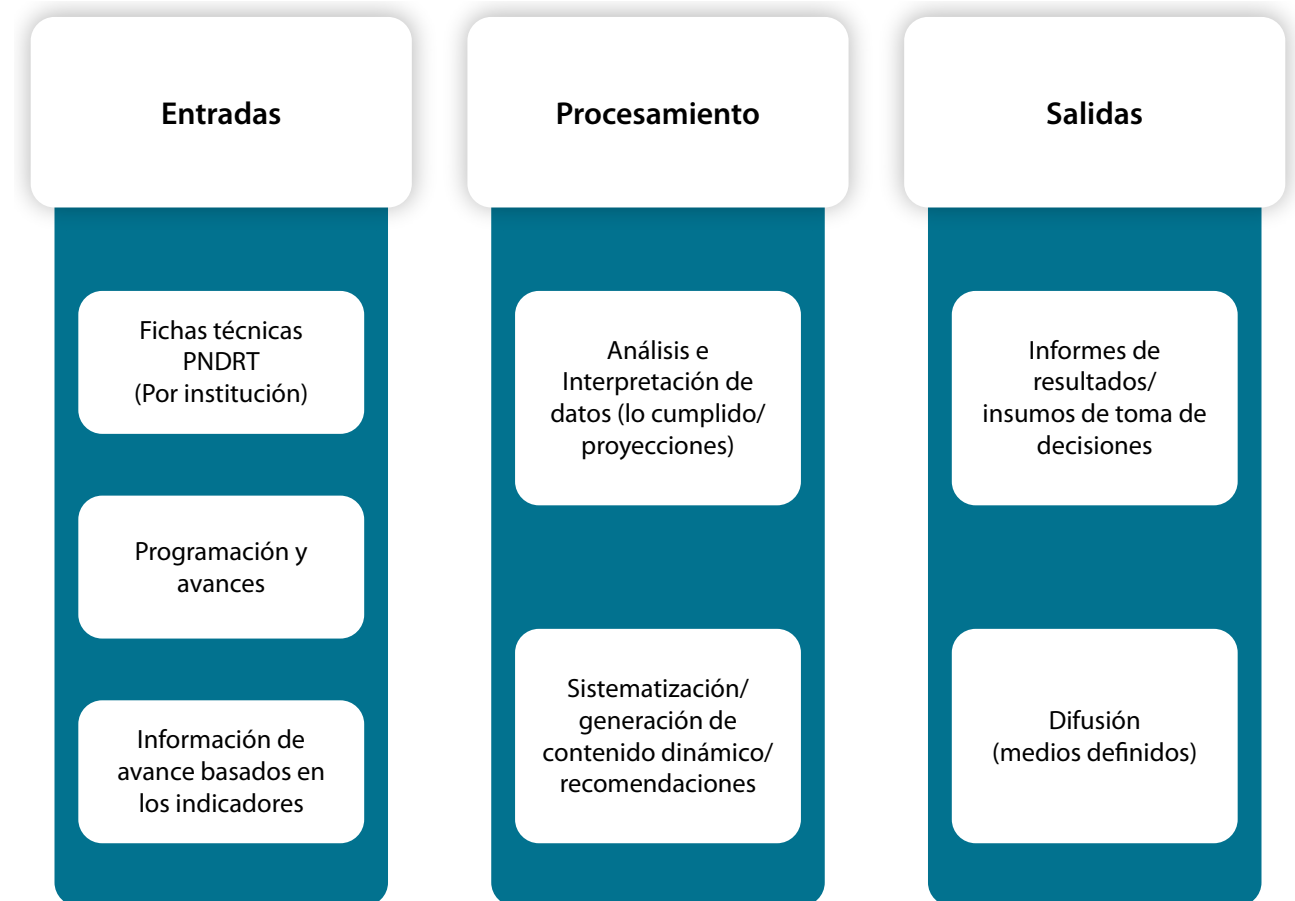 Entradas
Fichas técnicas
PNDRT
(Por institución)
Programación y
avances
Información de
avance basados en
los indicadores
Procesamiento
Análisis e
Interpretación de
datos (lo cumplido/
proyecciones)
Sistematización/
generación de
contenido dinámico/
recomendaciones
Salidas
Informes de
resultados/
insumos de toma de
decisiones
Difusión
(medios definidos)